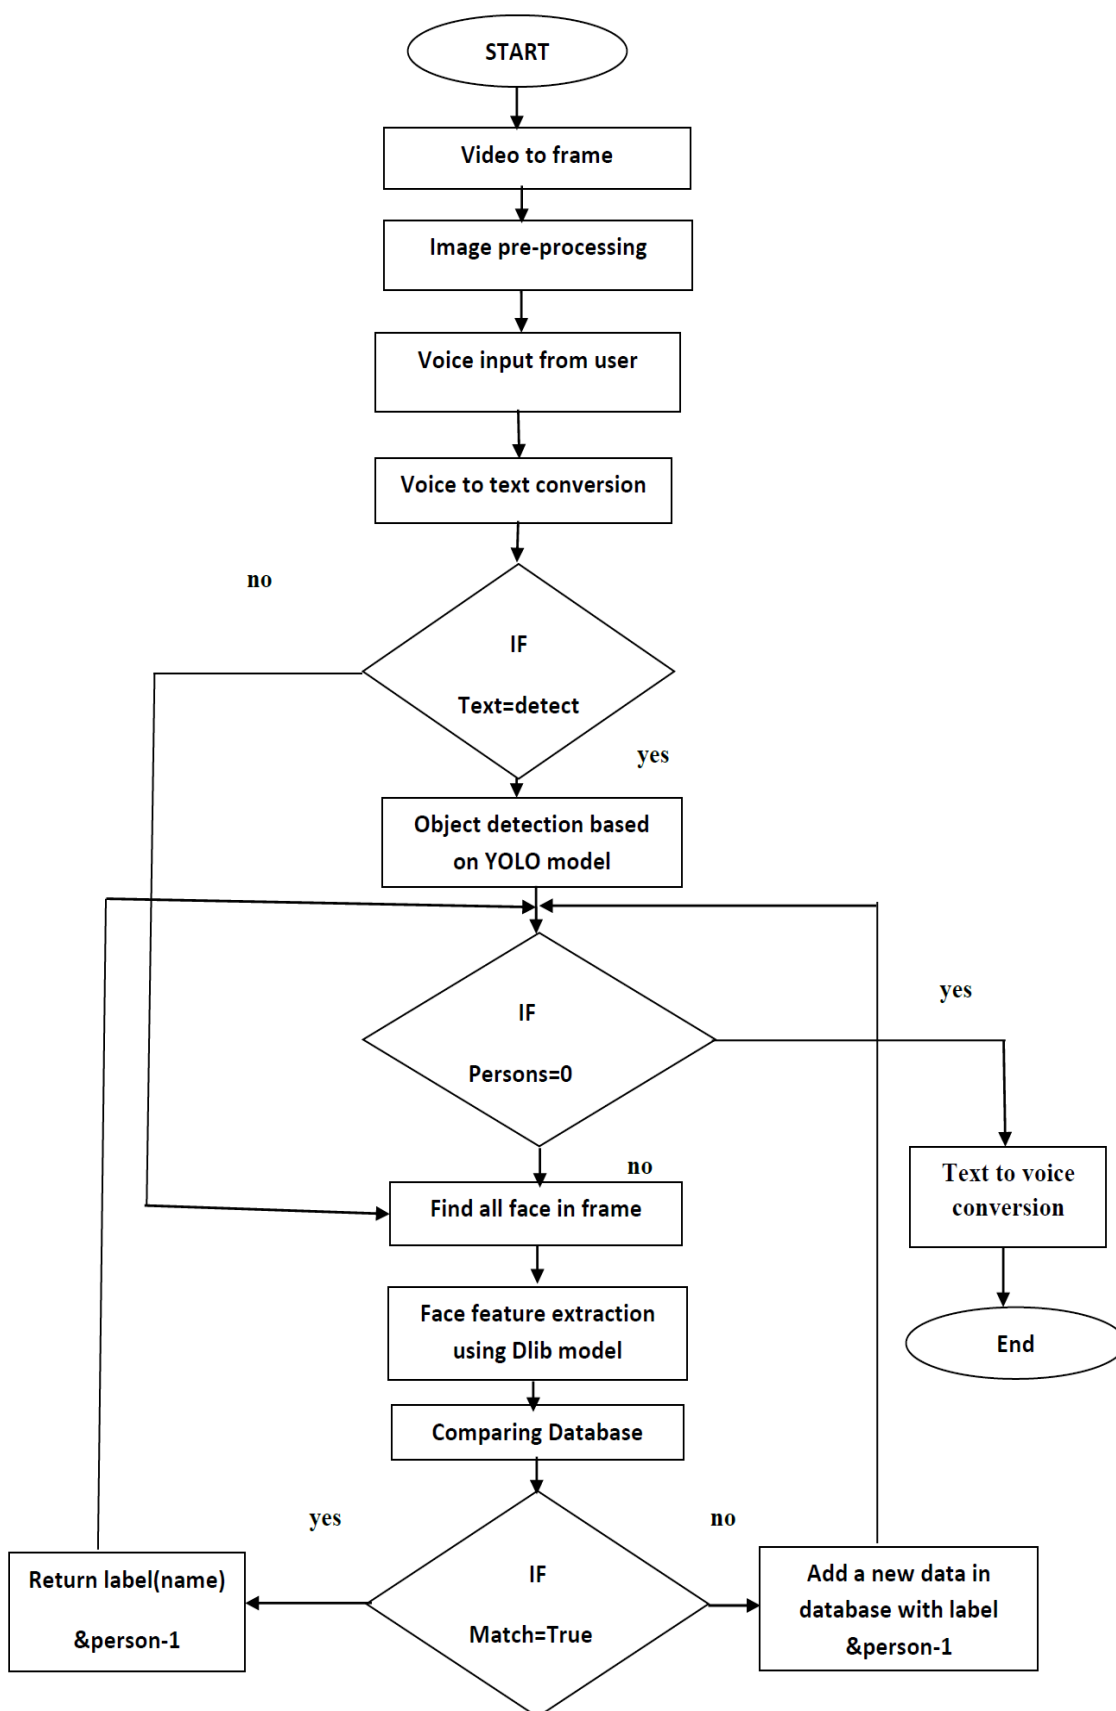 START
Video to frame
Image pre-processing
Voice input from user
Voice to text conversion
no
IF
Text=detect
yes
Object detection based
on YOLO model
yes
IF
Persons=0
no
Text to voice
conversion
Find all face in frame
Face feature extraction
using Dlib model
End
Comparing Database
yes
no
IF
Match=True
Return label(name)
&person-1
Add a new data in
database with label
&person-1